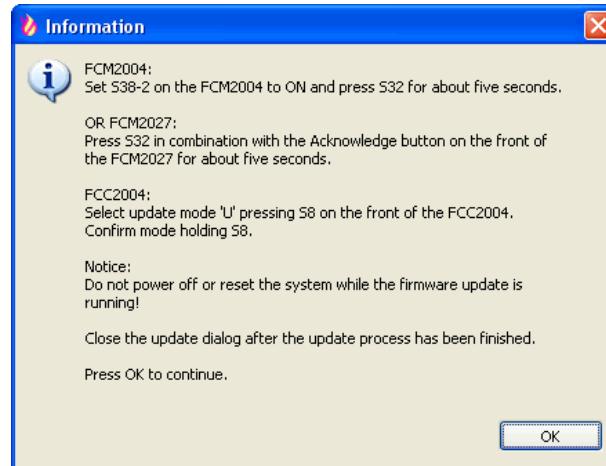 Information
FCM2004:
Set S38-2 on the FCM2004 to ON and press S32 for about five seconds.
OR FCM2027:
Press S32 in combination with the Acknowledge button on the front of
the FCM2027 for about five seconds.
FCC2004:
Select update mode 'U' pressing S8 on the front of the FCC2004.
Confirm mode holding S8.
Notice:
Do not power off or reset the system while the firmware update is
running!
Close the update dialog after the update process has been finished.
Press OK to continue.
OK